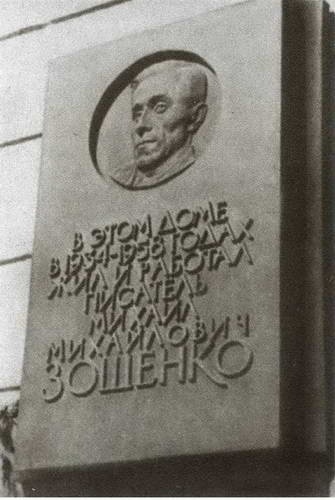 В ЭТОМ ДОМЕ
В 1934-1958 ГОДАХ
ЖИЛ И РАБОТАЛ
ПИСАТЕЛЬ
МИХАИЛ
МИХАЙЛОВИЧ
ЗОЩЕНКО